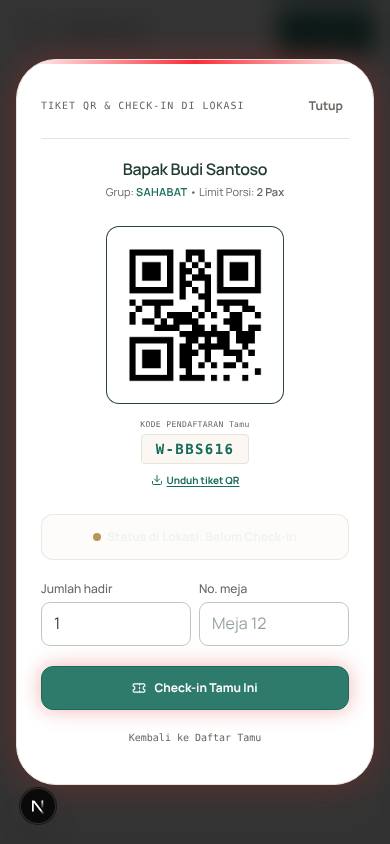 TIKET QR & CHECK-IN DI LOKASI
Tutup
Bapak Budi Santoso
Grup: SAHABAT • Limit Porsi: 2 Pax
KODE PENDAFTARAN Tamu
W-BBS616
Unduh tiket QR
Status di Lokasi: Belum Check-in
Jumlah hadir
No. meja
1
Meja 12
Check-in Tamu Ini
Kembali ke Daftar Tamu
N